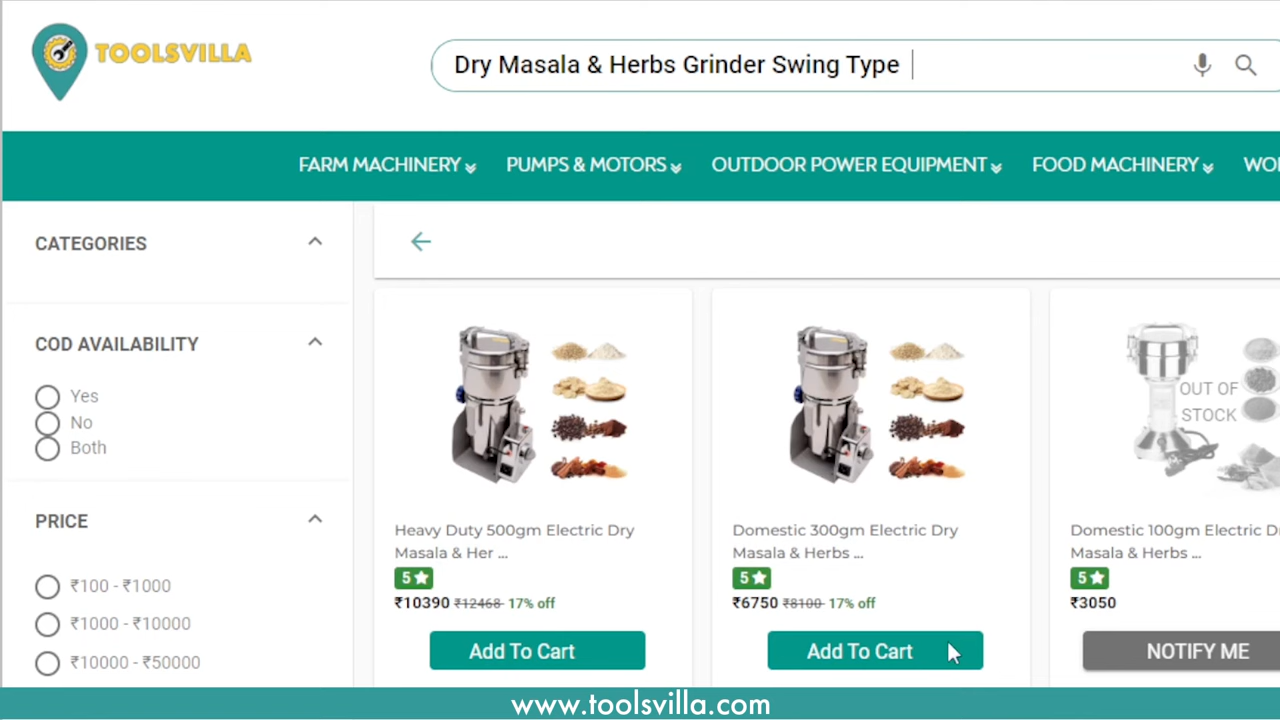 TOOLSVILLA
Dry Masala & Herbs Grinder Swing Type
FARM MACHINERY PUMPS & MOTORS OUTDOOR POWER EQUIPMENT FOOD MACHINERY WO
CATEGORIES
COD AVAILABILITY
Yes
No
Both
PRICE
₹100 - ₹1000
₹1000 - ₹10000
₹10000 - ₹50000
Heavy Duty 500gm Electric Dry
Masala & Her ...
5
₹10390 ₹12468 17% off
Add To Cart
Domestic 300gm Electric Dry
Masala & Herbs ...
5
₹6750 ₹8100 17% off
Add To Cart
OUT OF
STOCK
Domestic 100gm Electric D
Masala & Herbs ...
5
₹3050
NOTIFY ME
www.toolsvilla.com